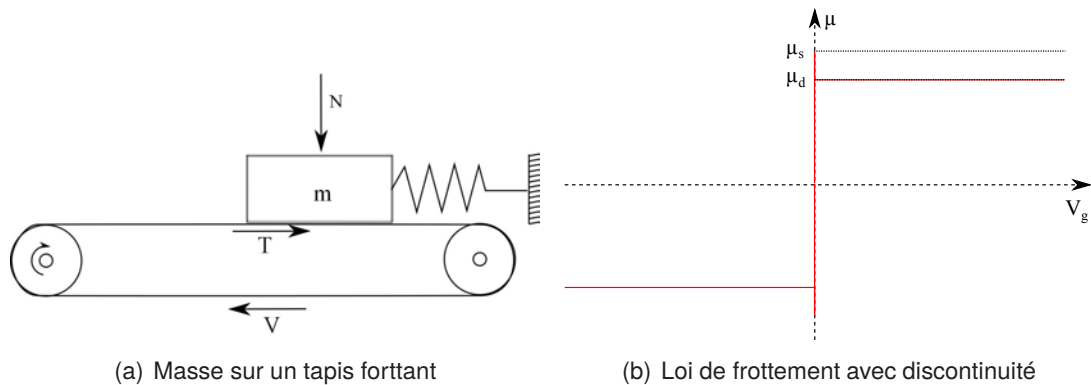 N
m
T
V
(a) Masse sur un tapis forttant
μ
μs
μd
Vg
(b) Loi de frottement avec discontinuité